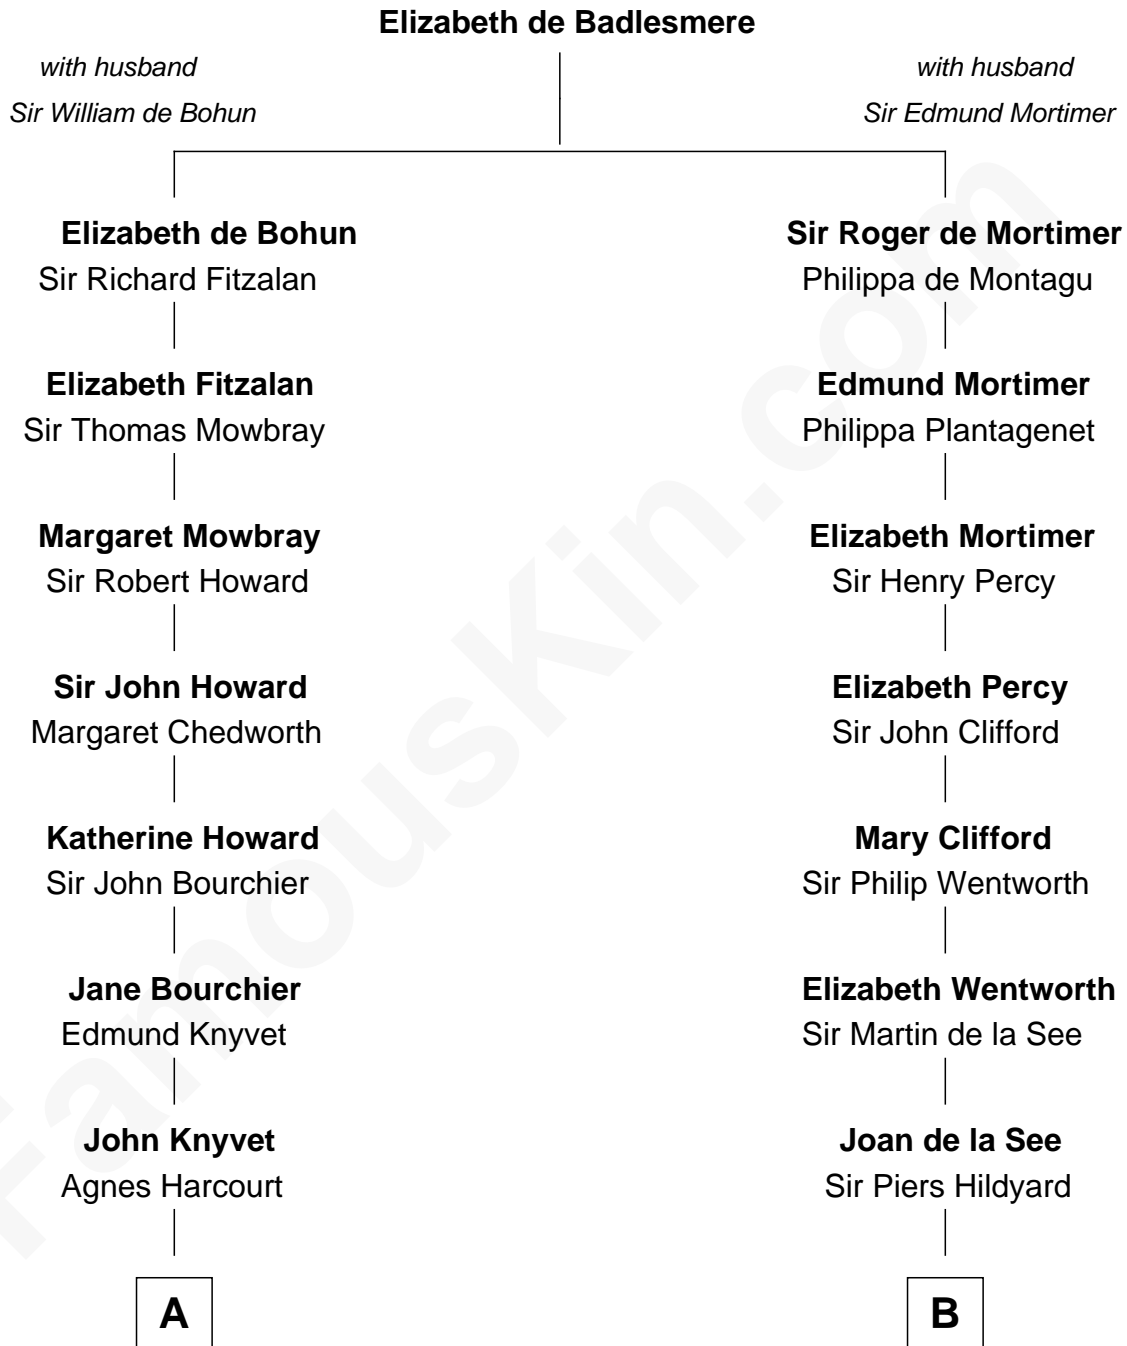 Elizabeth de Badlesmere
with husband
Sir William de Bohun
with husband
Sir Edmund Mortimer
Elizabeth de Bohun
Sir Richard Fitzalan
Sir Roger de Mortimer
Philippa de Montagu
Elizabeth Fitzalan
Sir Thomas Mowbray
Edmund Mortimer
Philippa Plantagenet
Margaret Mowbray
Sir Robert Howard
Elizabeth Mortimer
Sir Henry Percy
Sir John Howard
Margaret Chedworth
Elizabeth Percy
Sir John Clifford
Katherine Howard
Sir John Bourchier
Mary Clifford
Sir Philip Wentworth
Jane Bourchier
Edmund Knyvet
Elizabeth Wentworth
Sir Martin de la See
John Knyvet
Agnes Harcourt
Joan de la See
Sir Piers Hildyard
A
B
FamousKin.com